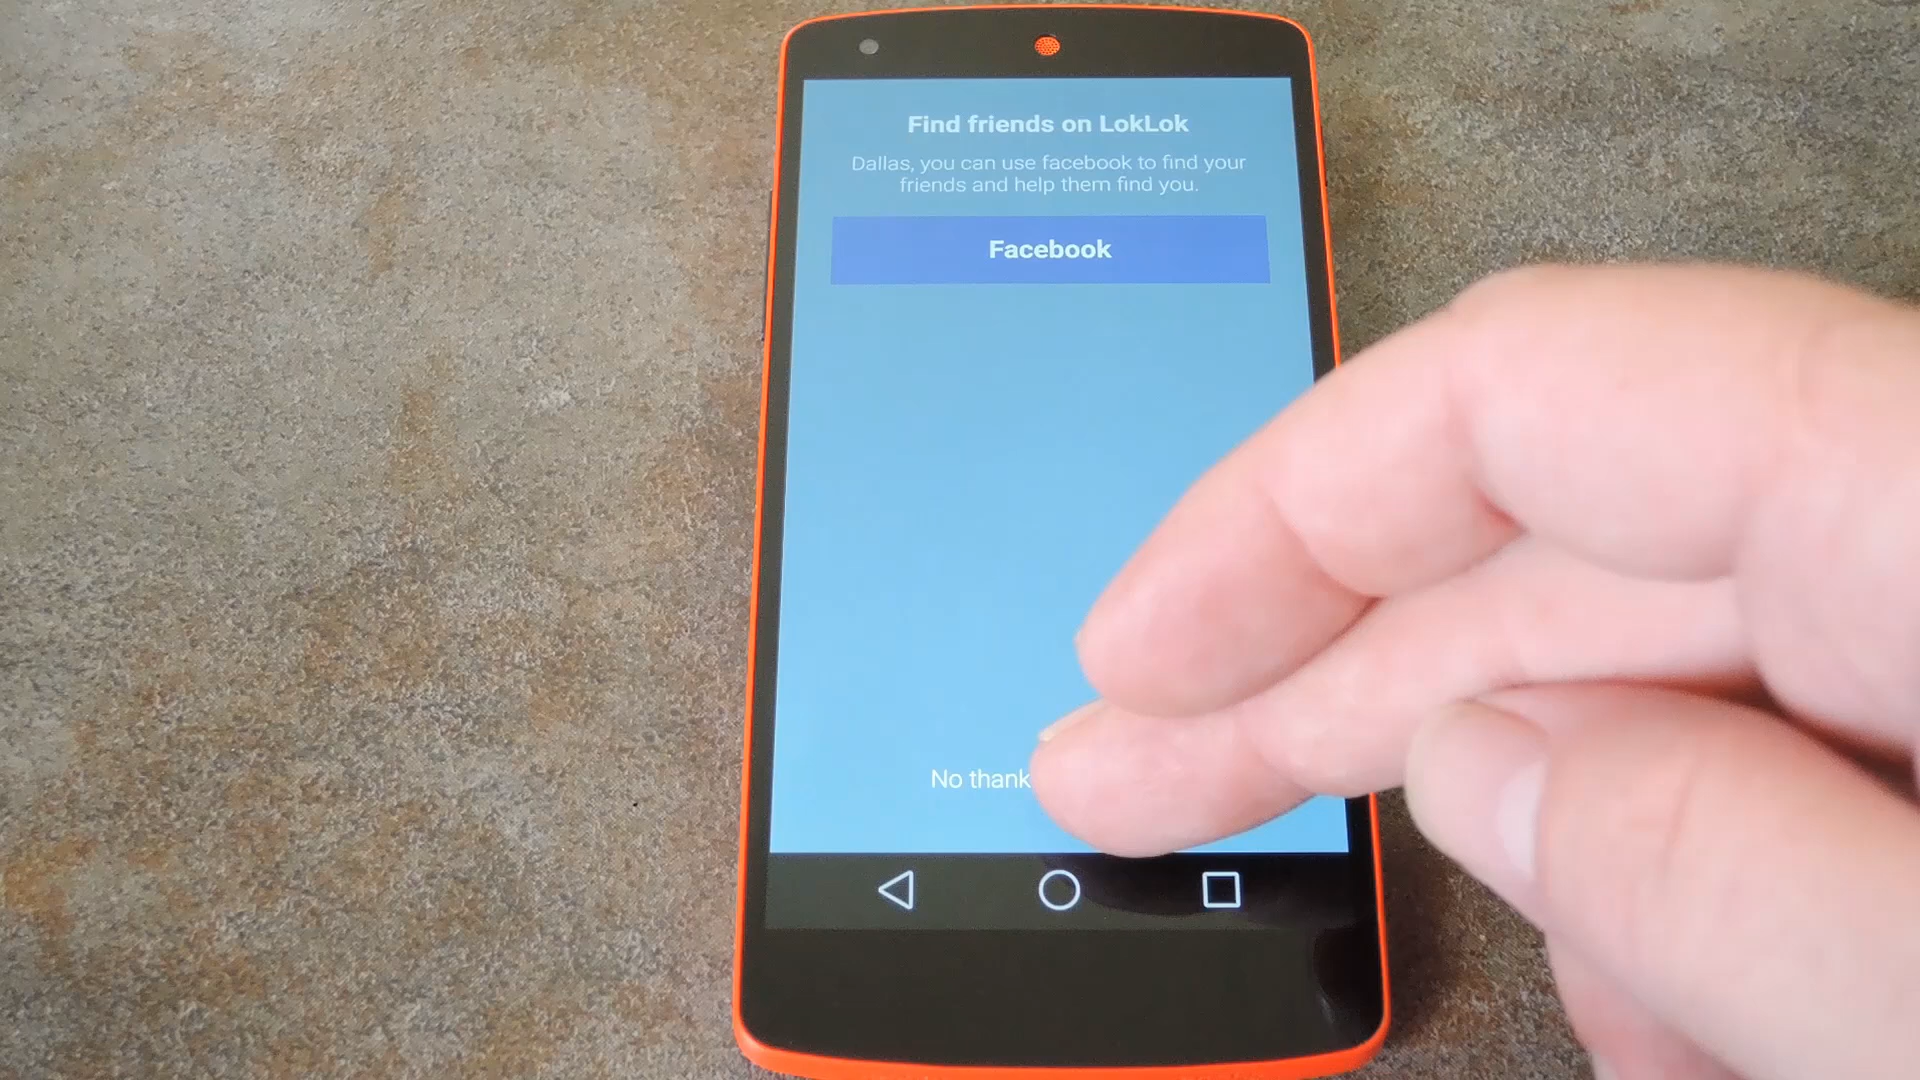 Find friends on LokLok
Dallas, you can use facebook to find your
friends and help them find you.
Facebook
No thank